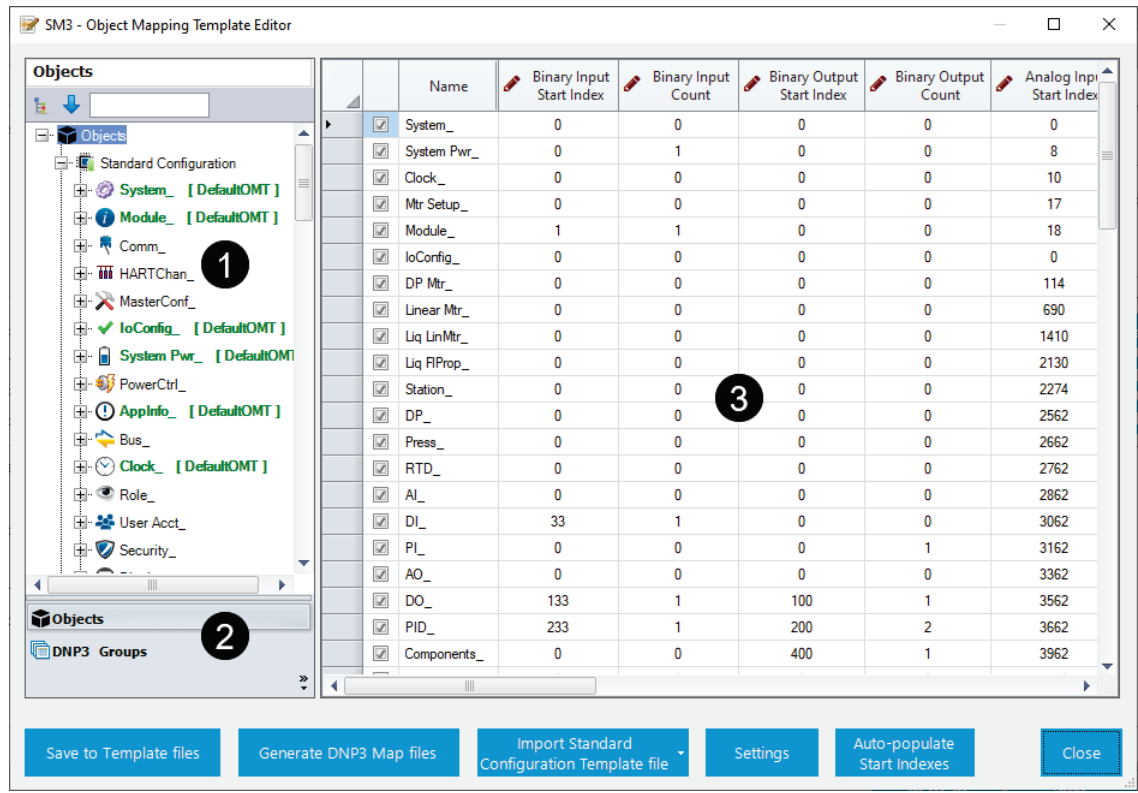 SM3 - Object Mapping Template Editor
Objects
Objects
Standard Configuration
System_ [ DefaultOMT ]
Module_ [ DefaultOMT ]
Comm_
HARTChan_
MasterConf_
IoConfig_ [ DefaultOMT ]
System Pwr_ [ DefaultOMT
PowerCtrl_
AppInfo_ [ DefaultOMT ]
Bus_
Clock_ [ DefaultOMT ]
Role_
User Acct_
Security_
1
Objects
DNP3 Groups
2
Name Binary Input Start Index Binary Input Count Binary Output Start Index Binary Output Count Analog Inp Start Index
System_ 0 0 0 0 0
System Pwr_ 0 1 0 0 8
Clock_ 0 0 0 0 10
Mtr Setup_ 0 0 0 0 17
Module_ 1 1 0 0 18
IoConfig_ 0 0 0 0 0
DP Mtr_ 0 0 0 0 114
Linear Mtr_ 0 0 0 0 690
Liq LinMtr_ 0 0 0 0 1410
Liq FlProp_ 0 0 0 0 2130
Station_ 0 0 0 0 2274
DP_ 0 0 0 0 2562
Press_ 0 0 0 0 2662
RTD_ 0 0 0 0 2762
AI_ 0 0 0 0 2862
DI_ 33 1 0 0 3062
PI_ 0 0 0 1 3162
AO_ 0 0 0 0 3362
DO_ 133 1 100 1 3562
PID_ 233 1 200 2 3662
Components_ 0 0 400 1 3962
3
Save to Template files
Generate DNP3 Map files
Import Standard
Configuration Template file
Settings
Auto-populate
Start Indexes
Close